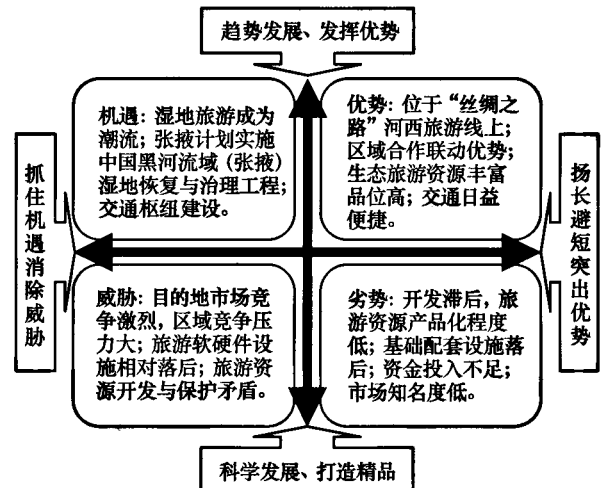 趋势发展、发挥优势
机遇：湿地旅游成为
潮流；张掖计划实施
中国黑河流域（张掖）
湿地恢复与治理工程；
交通枢纽建设。
优势：位于“丝绸之
路”河西旅游线上；
区域合作联动优势；
生态旅游资源丰富
品位高；交通日益
便捷。
抓住机遇消除威胁
扬长避短突出优势
威胁：目的地市场竞
争激烈，区域竞争压
力大；旅游软硬件设
施相对落后；旅游资
源开发与保护矛盾。
劣势：开发滞后，旅
游资源产品化程度
低；基础配套设施落
后；资金投入不足；
市场知名度低。
科学发展、打造精品